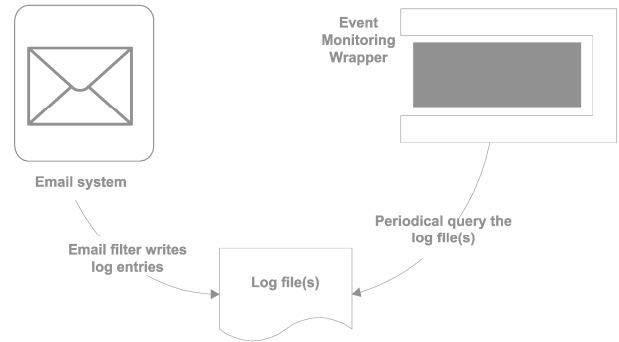 Event
Monitoring
Wrapper
Email system
Periodical query the
log file(s)
Email filter writes
log entries
Log file(s)